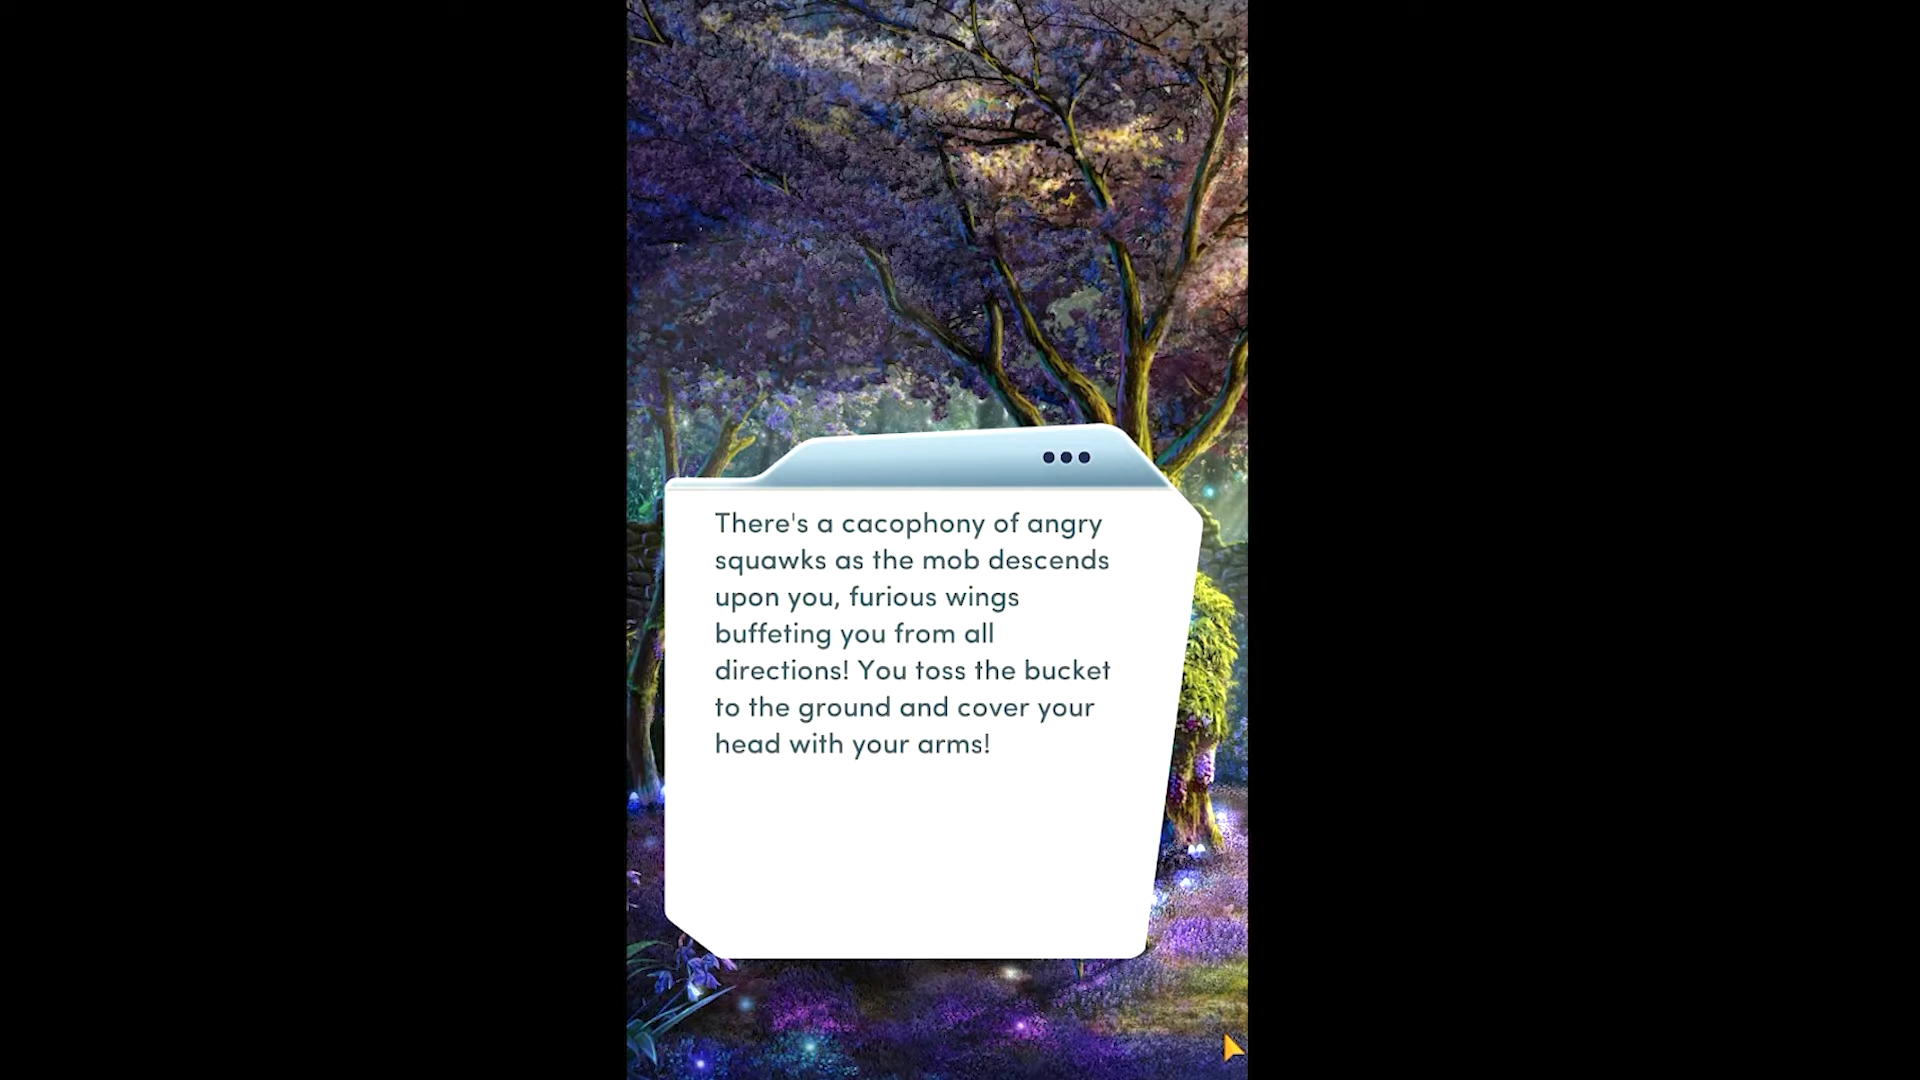 There's a cacophony of angry
squawks as the mob descends
upon you, furious wings
buffeting you from all
directions! You toss the bucket
to the ground and cover your
head with your arms!